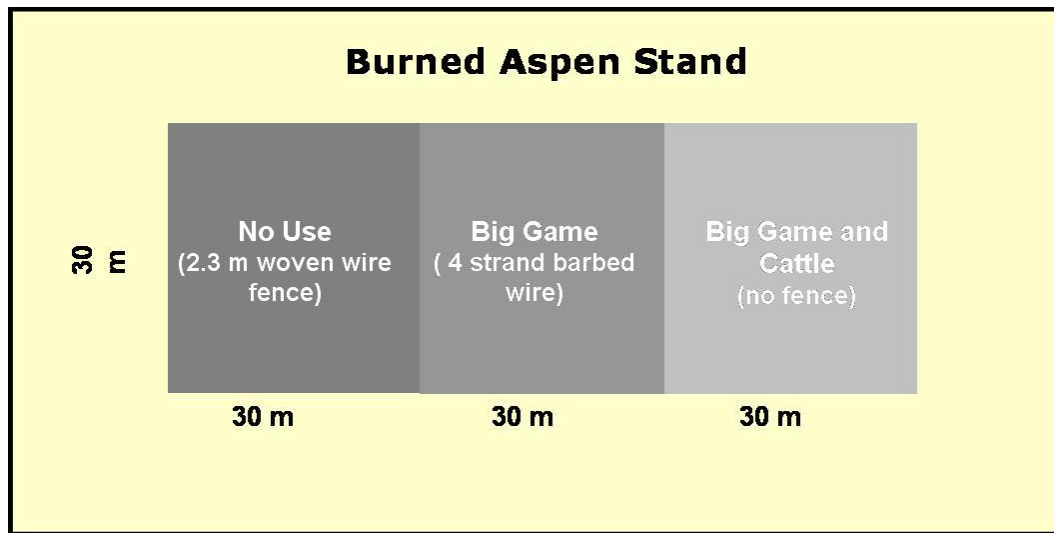 Burned Aspen Stand
No Use
(2.3 m woven wire
fence)
Big Game
( 4 strand barbed
wire)
Big Game and
Cattle
(no fence)
30
m
30 m
30 m
30 m